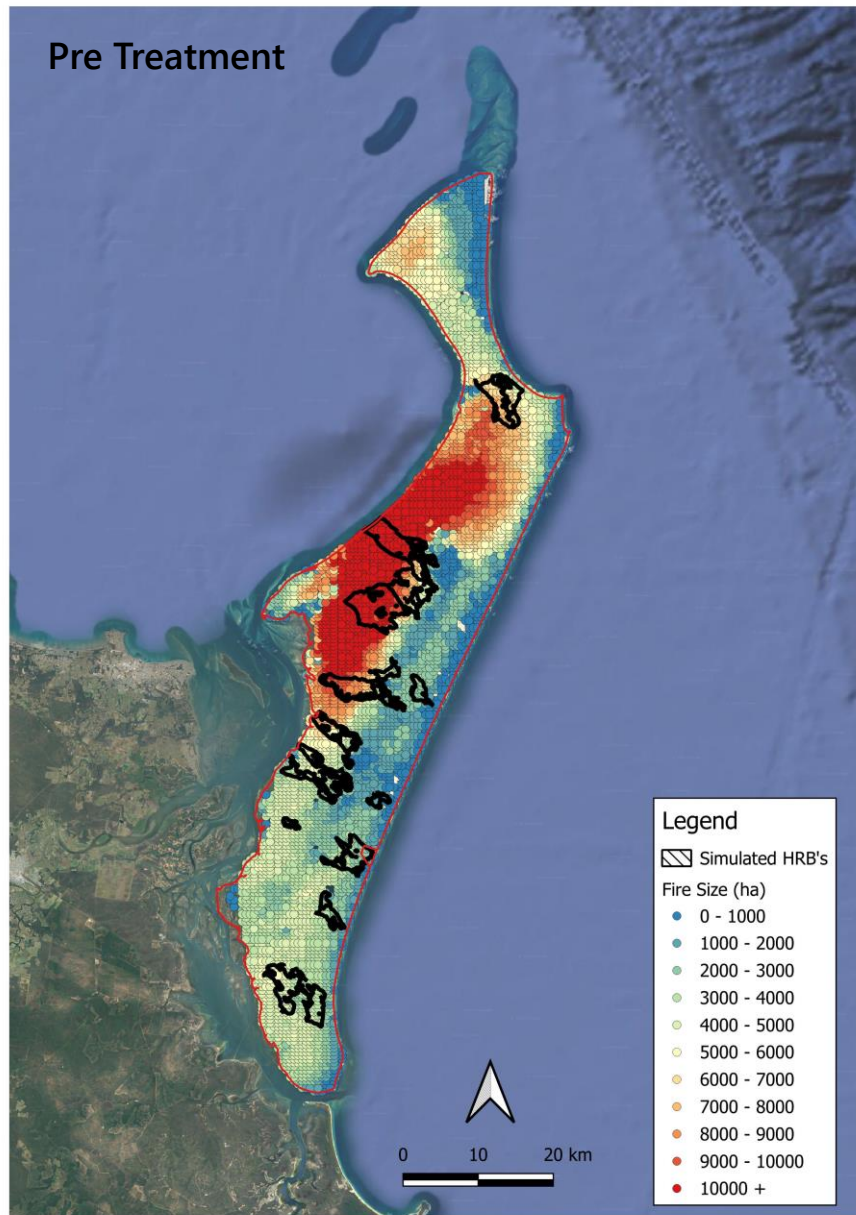 Pre Treatment
Legend
Simulated HRB's
Fire Size (ha)
0 - 1000
1000 - 2000
2000 - 3000
3000 - 4000
4000 - 5000
5000 - 6000
6000 - 7000
7000 - 8000
8000 - 9000
9000 - 10000
10000 +
0 10 20 km